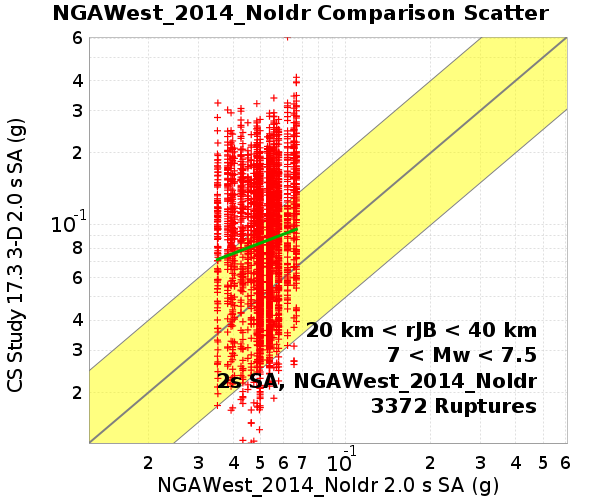 NGAWest_2014_NoIdr Comparison Scatter
6
4
3
2
10⁻¹
8
6
4
3
2
CS Study 17.3 3-D 2.0 s SA (g)
20 km < rJB < 40 km
7 < Mw < 7.5
2s SA, NGAWest_2014_NoIdr
3372 Ruptures
2 3 4 5 6 7 10⁻¹ 2 3 4 5 6
NGAWest_2014_NoIdr 2.0 s SA (g)